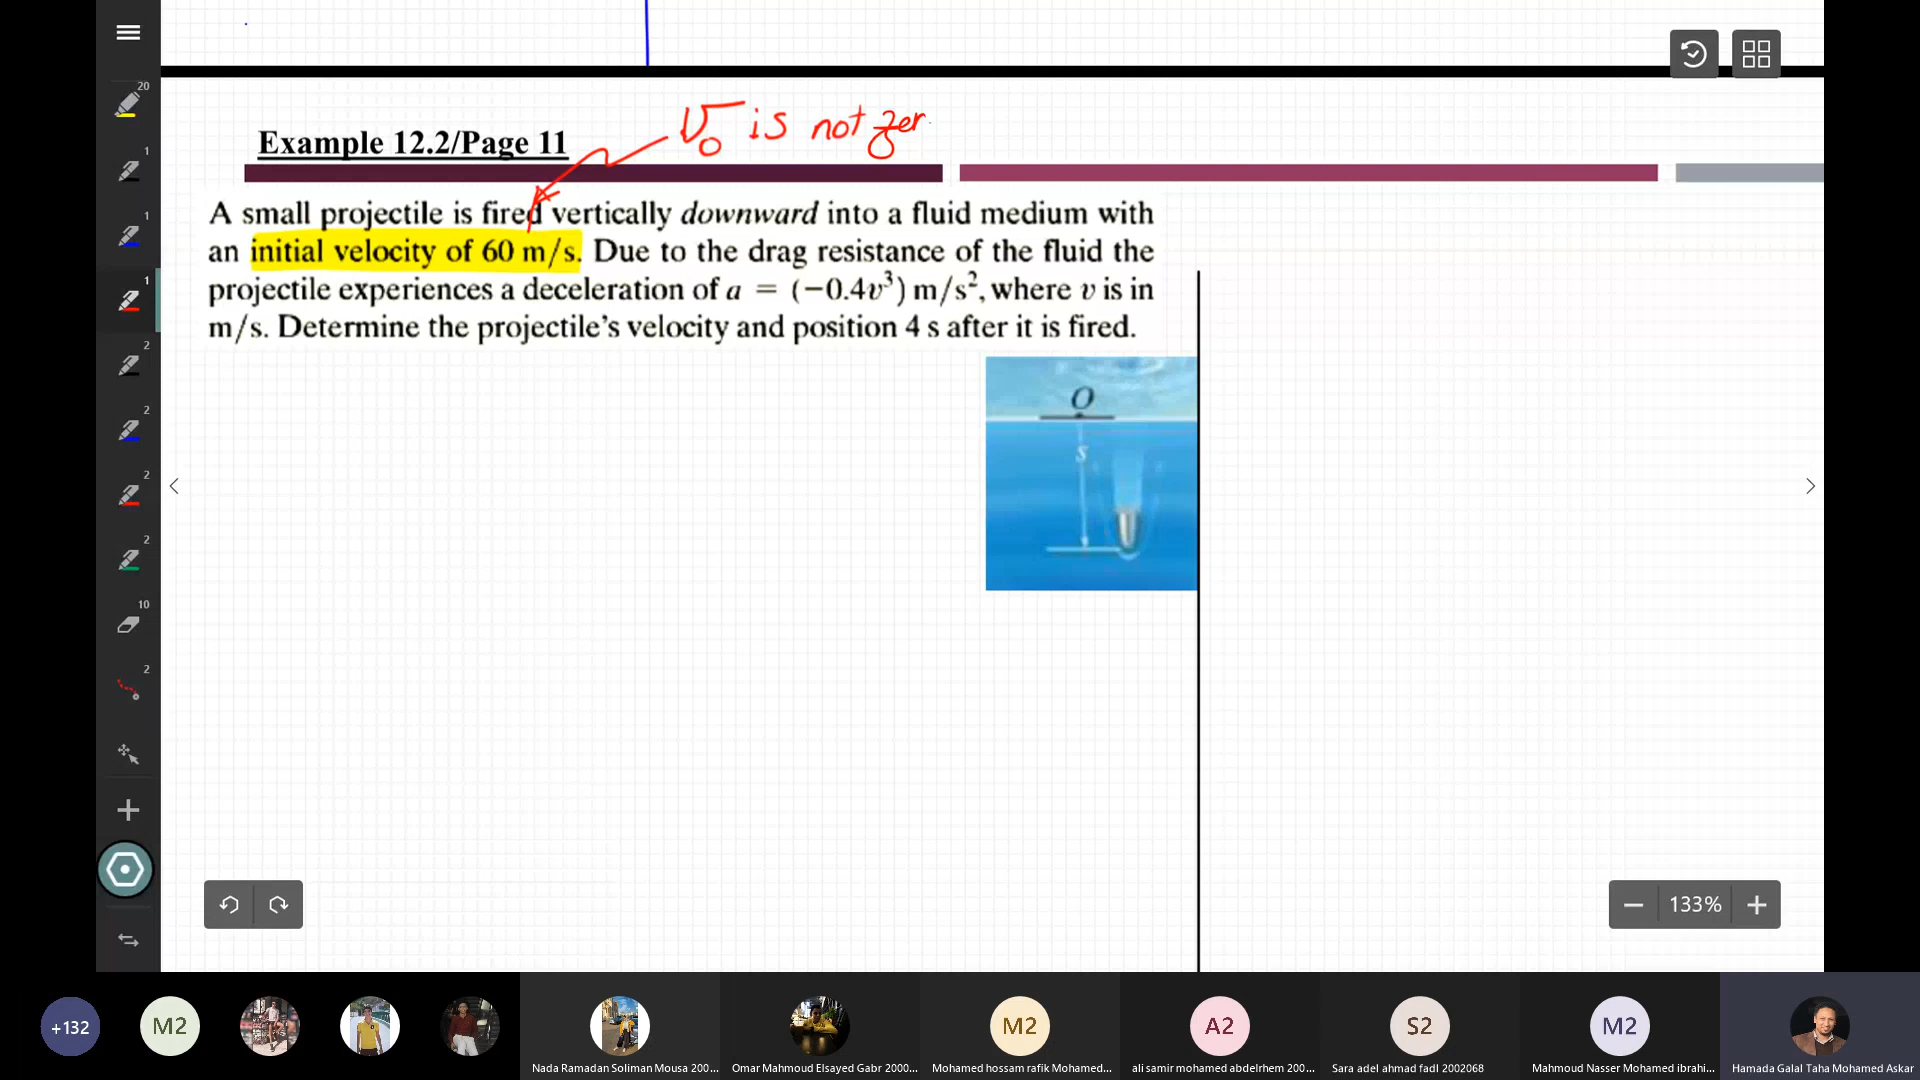 20
1
1
1
2
2
2
2
10
2
V₀ is not zer
Example 12.2/Page 11
A small projectile is fired vertically downward into a fluid medium with
an initial velocity of 60 m/s. Due to the drag resistance of the fluid the
projectile experiences a deceleration of a = (−0.4v³) m/s², where v is in
m/s. Determine the projectile's velocity and position 4 s after it is fired.
O
s
133%
+132
M2
M2
A2
S2
M2
Nada Ramadan Soliman Mousa 200...
Omar Mahmoud Elsayed Gabr 2000...
Mohamed hossam rafik Mohamed...
ali samir mohamed abdelrhem 200...
Sara adel ahmad fadl 2002068
Mahmoud Nasser Mohamed ibrahi...
Hamada Galal Taha Mohamed Askar